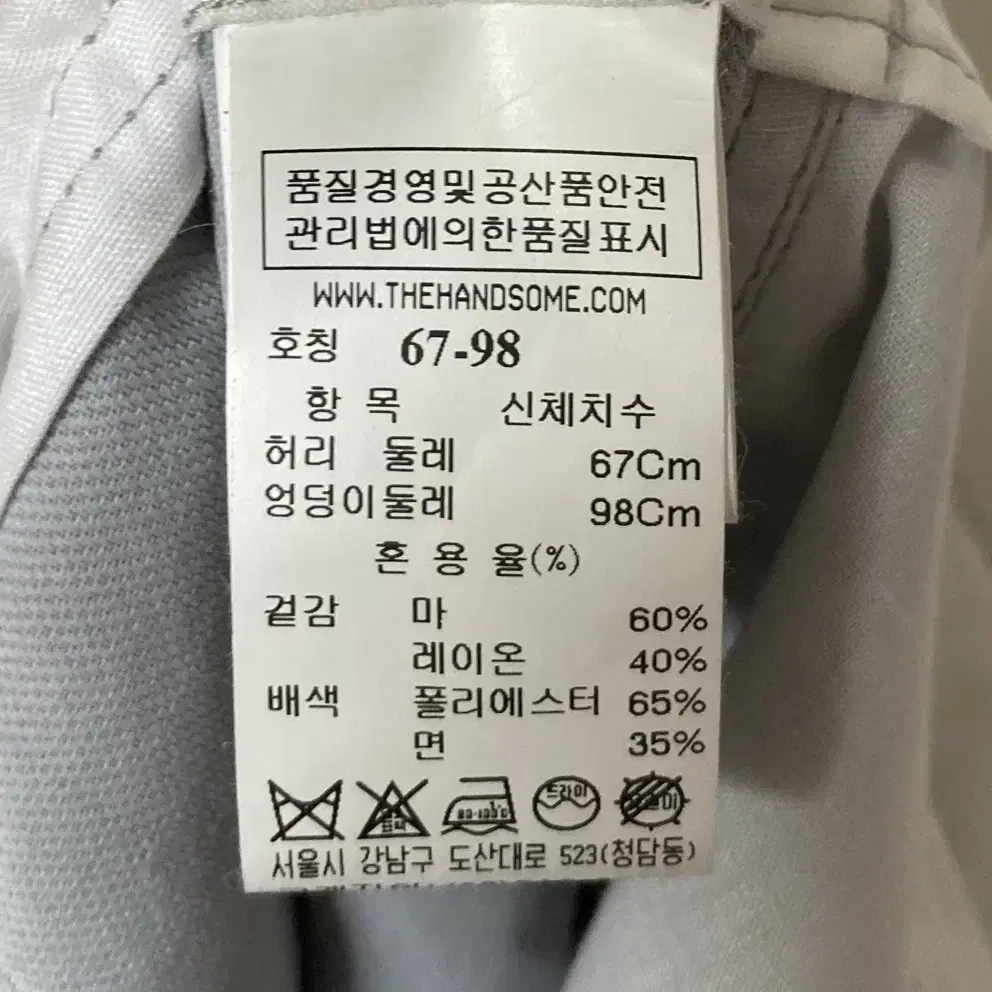 품질경영및공산품안전
관리법에의한품질표시
WWW.THEHANDSOME.COM
호칭 67-98
항 목 신체치수
허리 둘레 67Cm
엉덩이둘레 98Cm
혼 용 율(%)
겉감 마 60%
레이온 40%
배색 폴리에스터 65%
면 35%
드라이
서울시 강남구 도산대로 523(청담동)